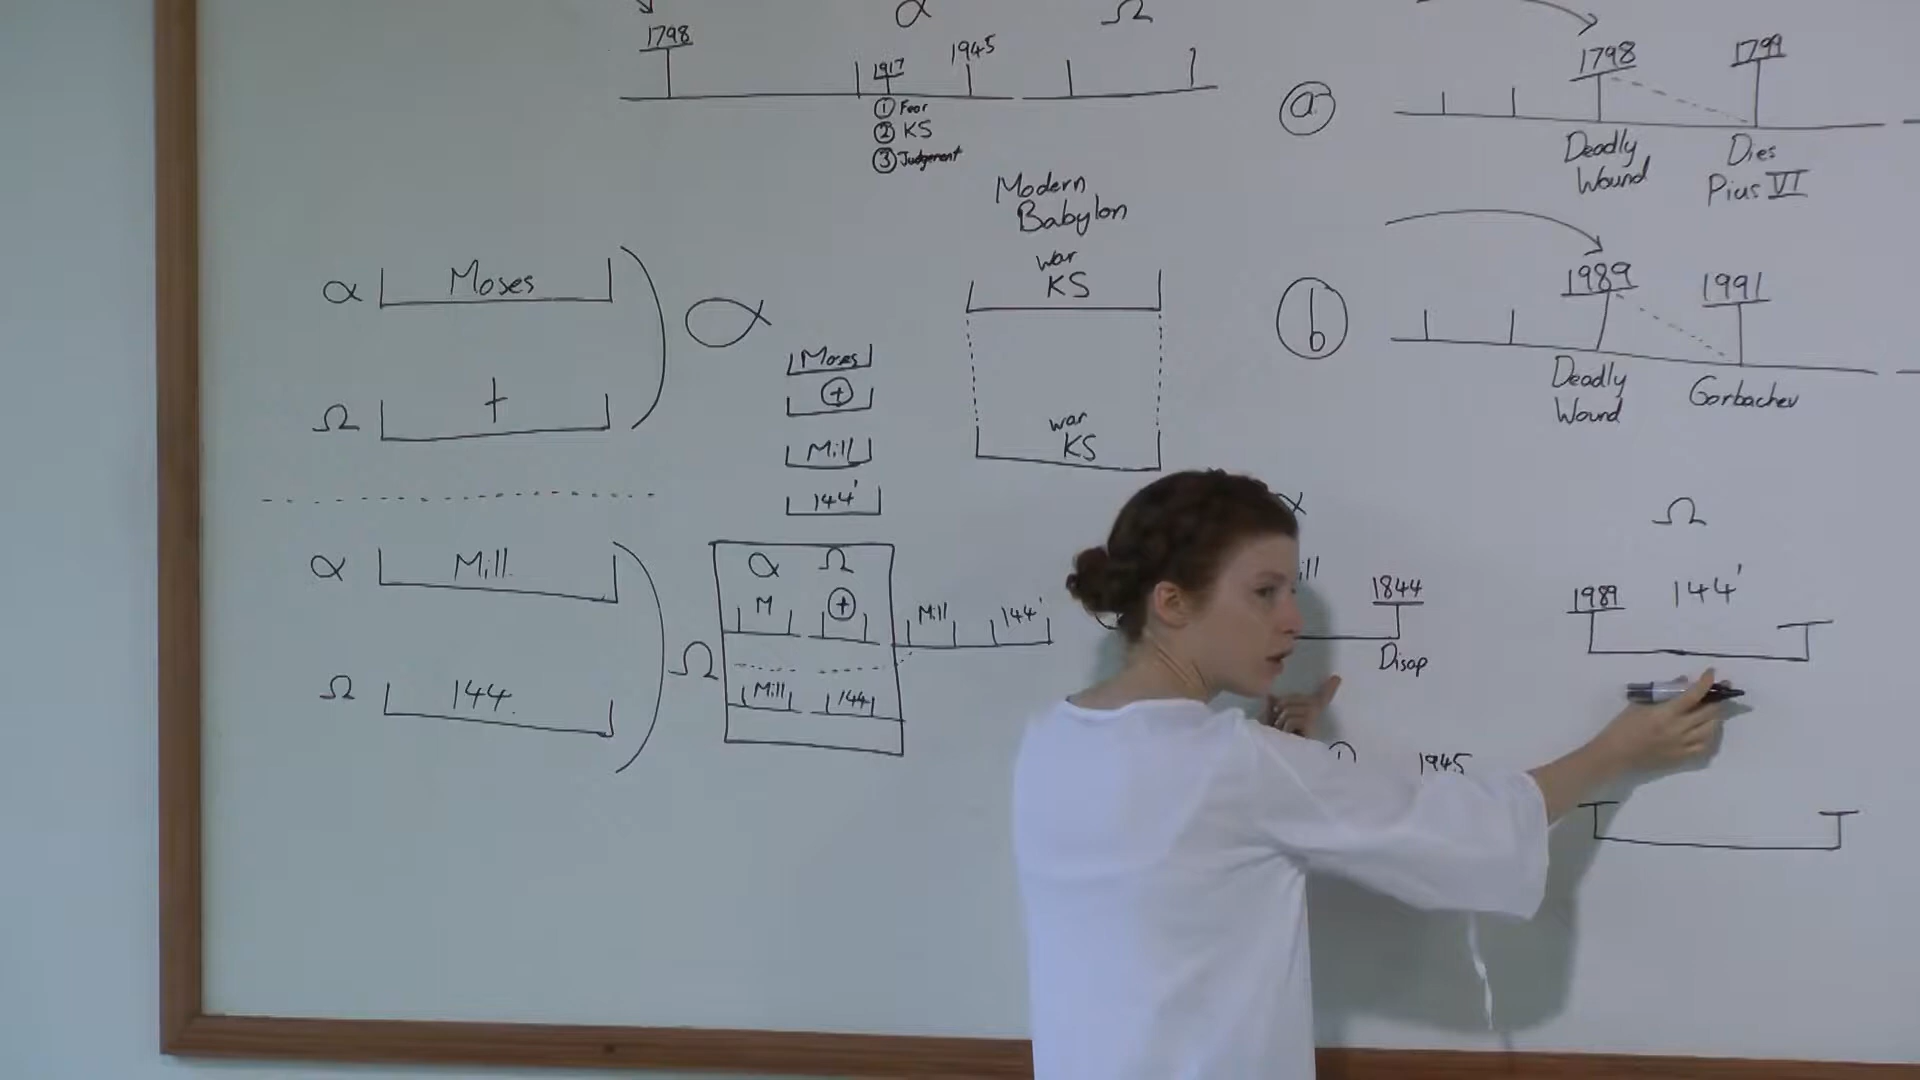 α
Ω
1798
1917
1945
① Fear
② KS
③ Judgement
a
1798
1799
Deadly
Wound
Dies
Pius VI
Modern
Babylon
war
KS
war
KS
b
1989
1991
Deadly
Wound
Gorbachev
α
Moses
Ω
†
α
Moses
+
Mill
144'
α
Mill.
Ω
144.
Ω
α
Ω
M
+
Mill
144'
Mill
144
1844
Disap
1945
Ω
1989
144'